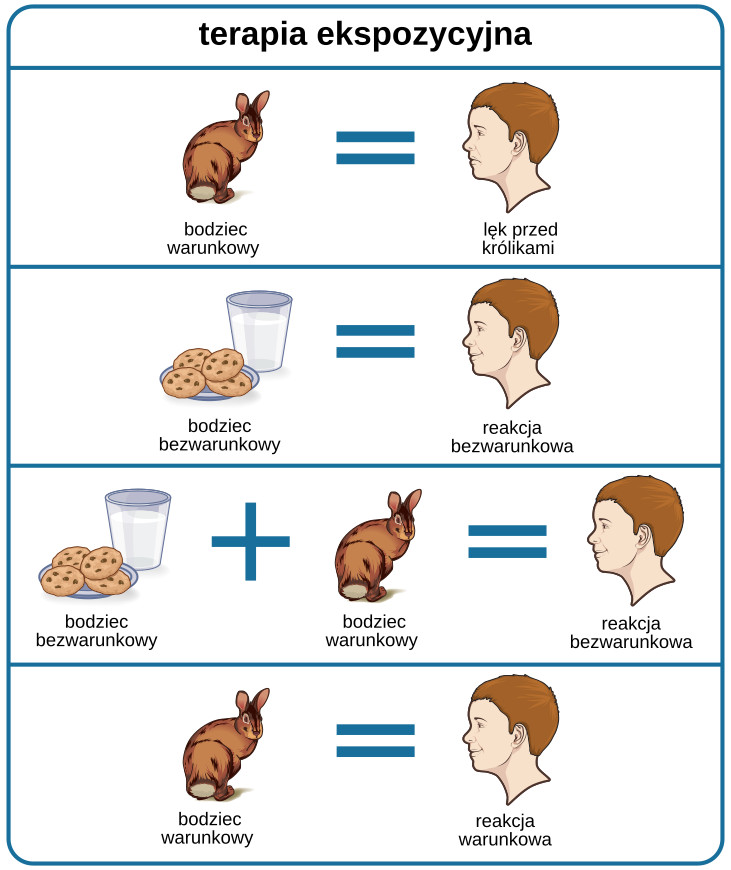 terapia ekspozycyjna
bodziec
warunkowy
lęk przed
królikami
bodziec
bezwarunkowy
reakcja
bezwarunkowa
bodziec
bezwarunkowy
bodziec
warunkowy
reakcja
bezwarunkowa
bodziec
warunkowy
reakcja
warunkowa